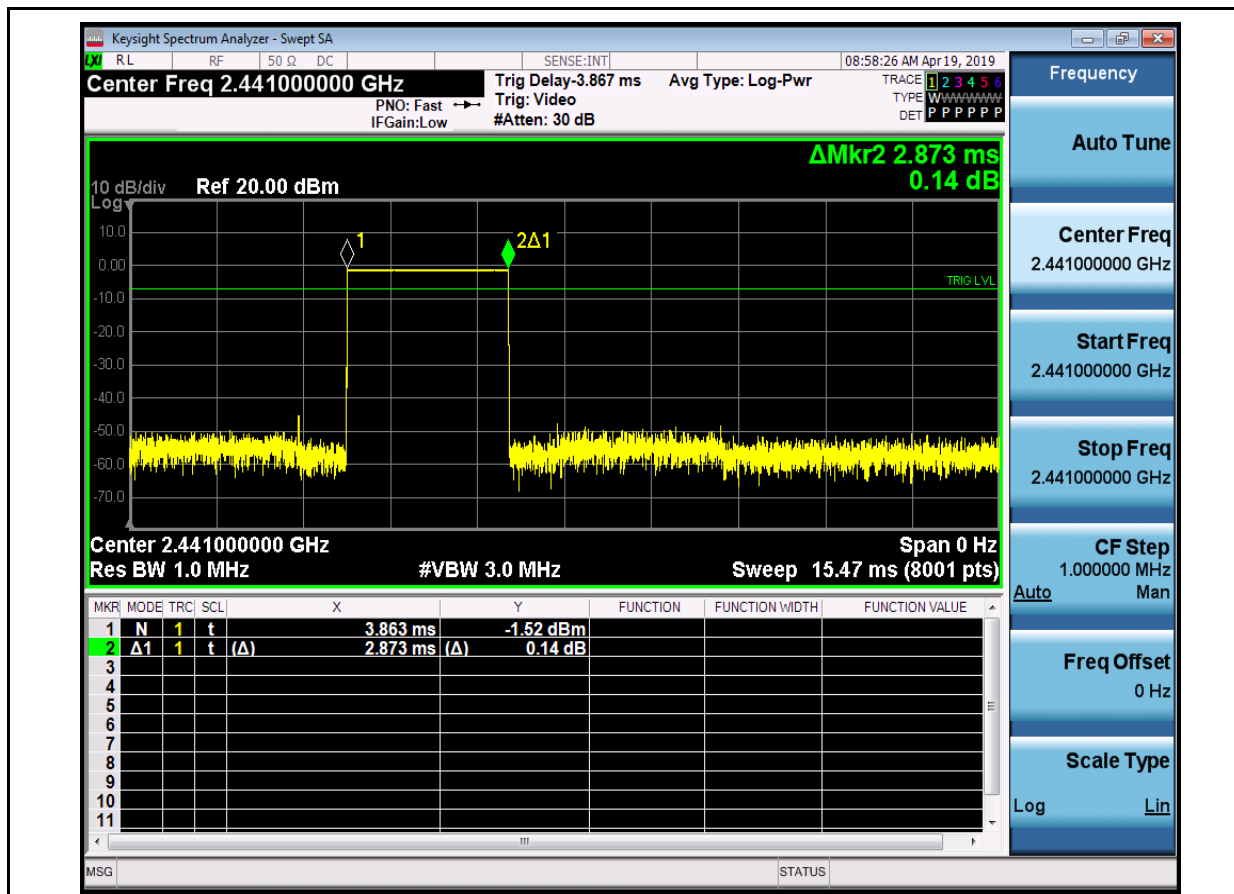 Keysight Spectrum Analyzer - Swept SA
LXI RL RF 50 Ω DC SENSE:INT 08:58:26 AM Apr 19, 2019
Center Freq 2.441000000 GHz
PNO: Fast
IFGain:Low
Trig Delay-3.867 ms
Trig: Video
#Atten: 30 dB
Avg Type: Log-Pwr
TRACE 1 2 3 4 5 6
TYPE WWWWWW
DET P P P P P P
ΔMkr2 2.873 ms
0.14 dB
10 dB/div Ref 20.00 dBm
Log
10.0
0.00
-10.0
-20.0
-30.0
-40.0
-50.0
-60.0
-70.0
1
2Δ1
TRIG LVL
Center 2.441000000 GHz Span 0 Hz
Res BW 1.0 MHz #VBW 3.0 MHz Sweep 15.47 ms (8001 pts)
MKR MODE TRC SCL X Y FUNCTION FUNCTION WIDTH FUNCTION VALUE
1 N 1 t 3.863 ms -1.52 dBm
2 Δ1 1 t (Δ) 2.873 ms (Δ) 0.14 dB
3
4
5
6
7
8
9
10
11
MSG STATUS
Frequency
Auto Tune
Center Freq
2.441000000 GHz
Start Freq
2.441000000 GHz
Stop Freq
2.441000000 GHz
CF Step
1.000000 MHz
Auto Man
Freq Offset
0 Hz
Scale Type
Log Lin